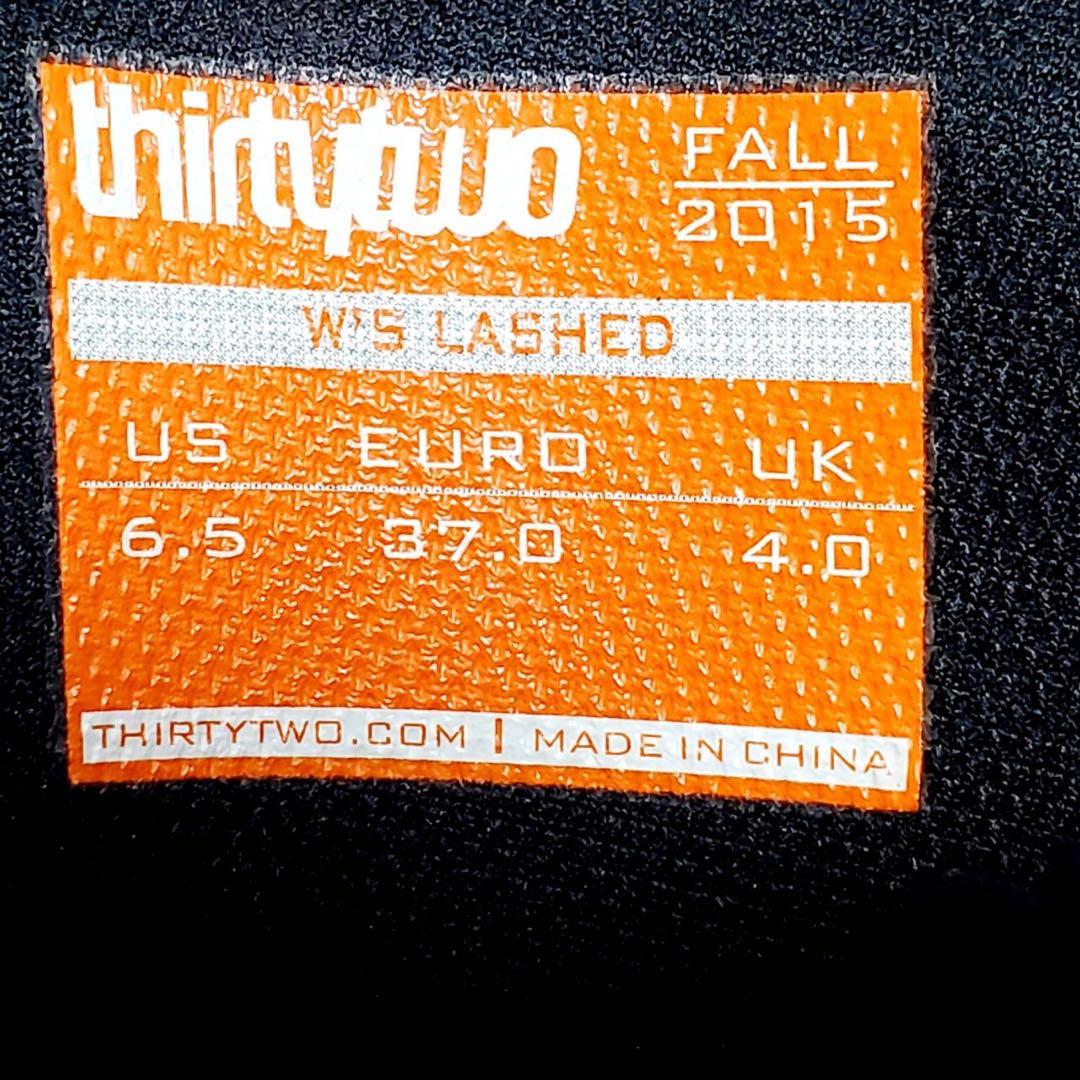 thirtytwo
FALL
2015
W'S LASHED
US EURO UK
6.5 37.0 4.0
THIRTYTWO.COM | MADE IN CHINA